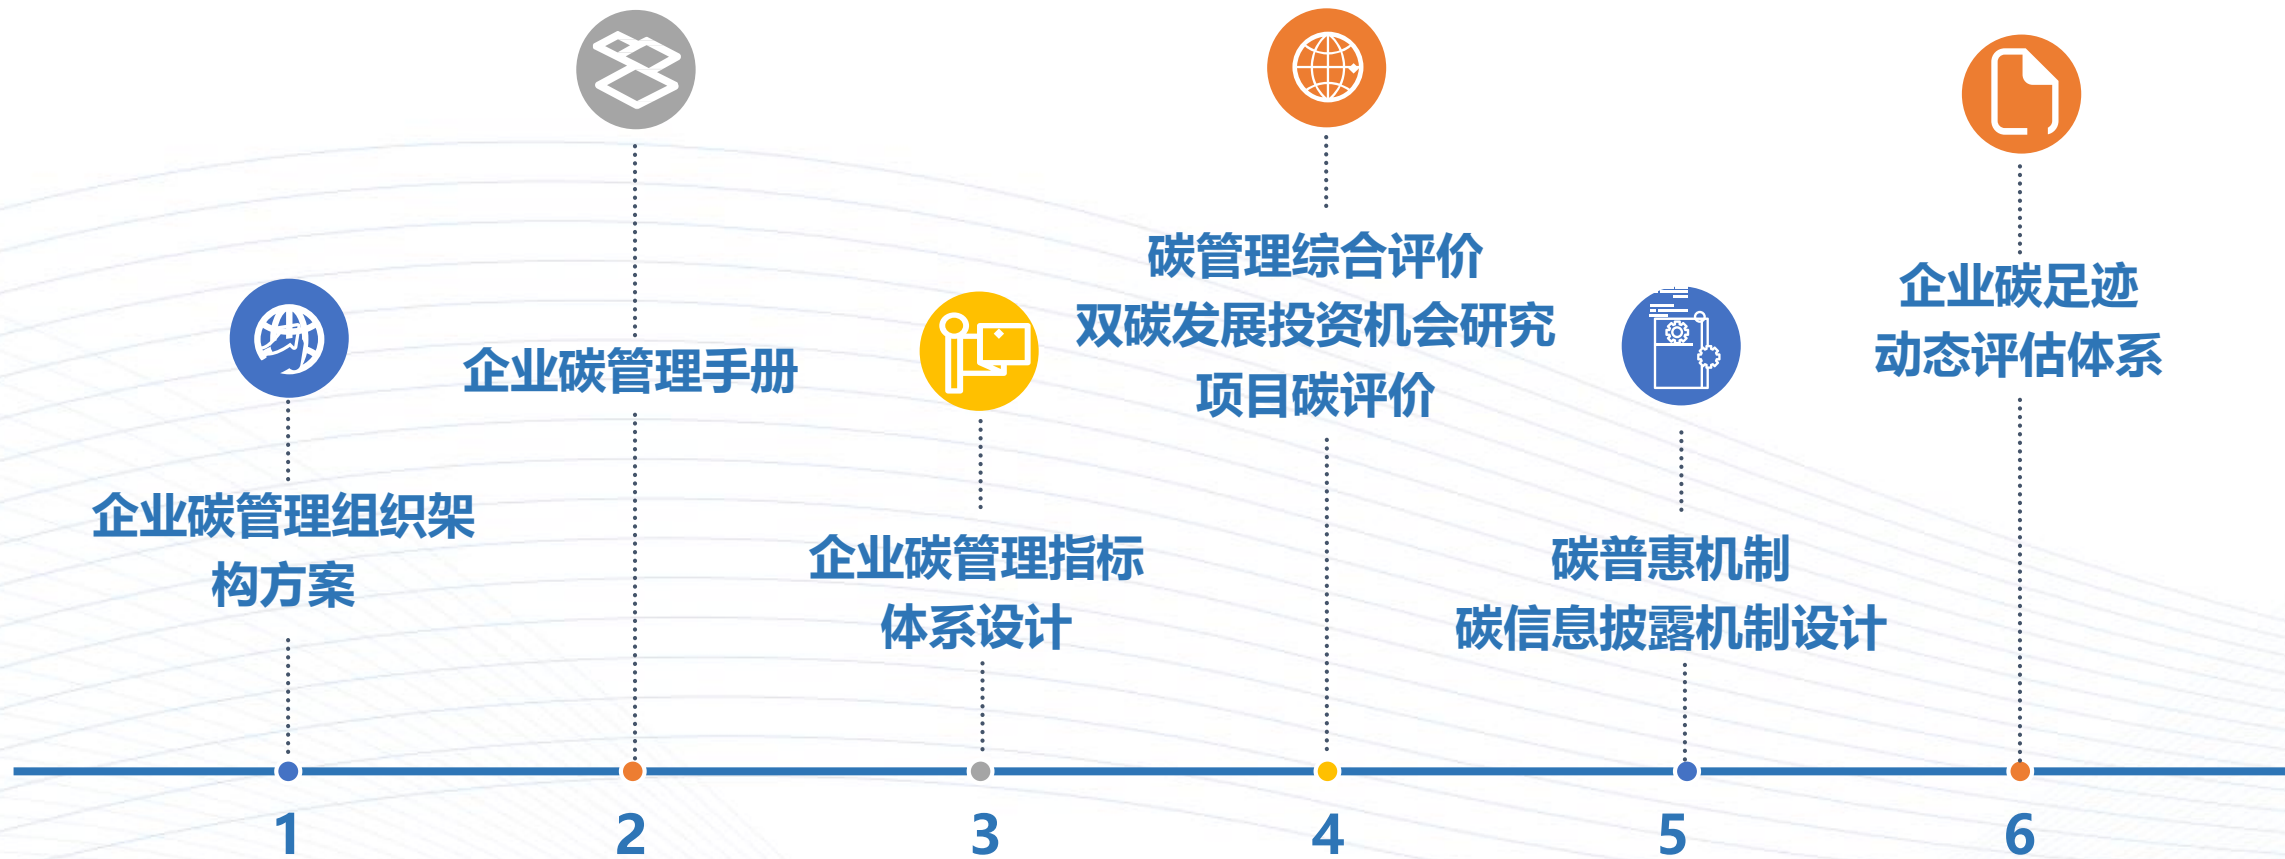 企业碳管理组织架
构方案
企业碳管理手册
企业碳管理指标
体系设计
碳管理综合评价
双碳发展投资机会研究
项目碳评价
碳普惠机制
碳信息披露机制设计
企业碳足迹
动态评估体系
1
2
3
4
5
6